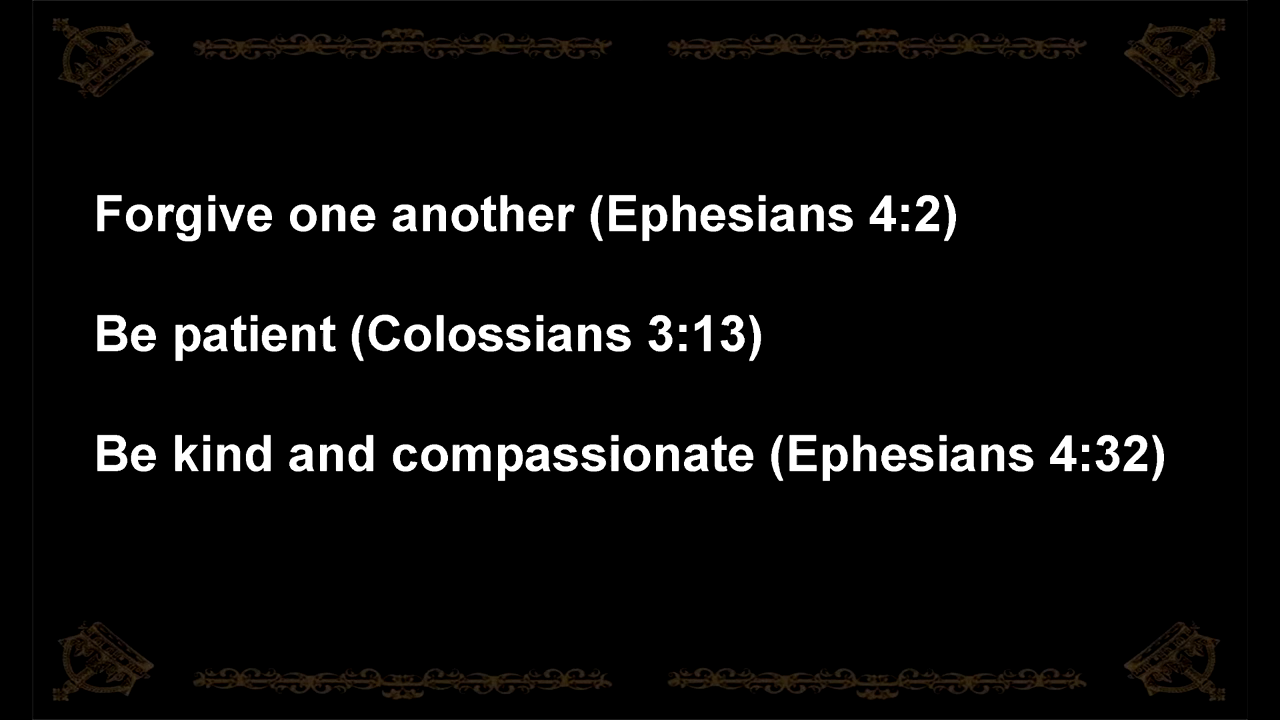 Forgive one another (Ephesians 4:2)
Be patient (Colossians 3:13)
Be kind and compassionate (Ephesians 4:32)